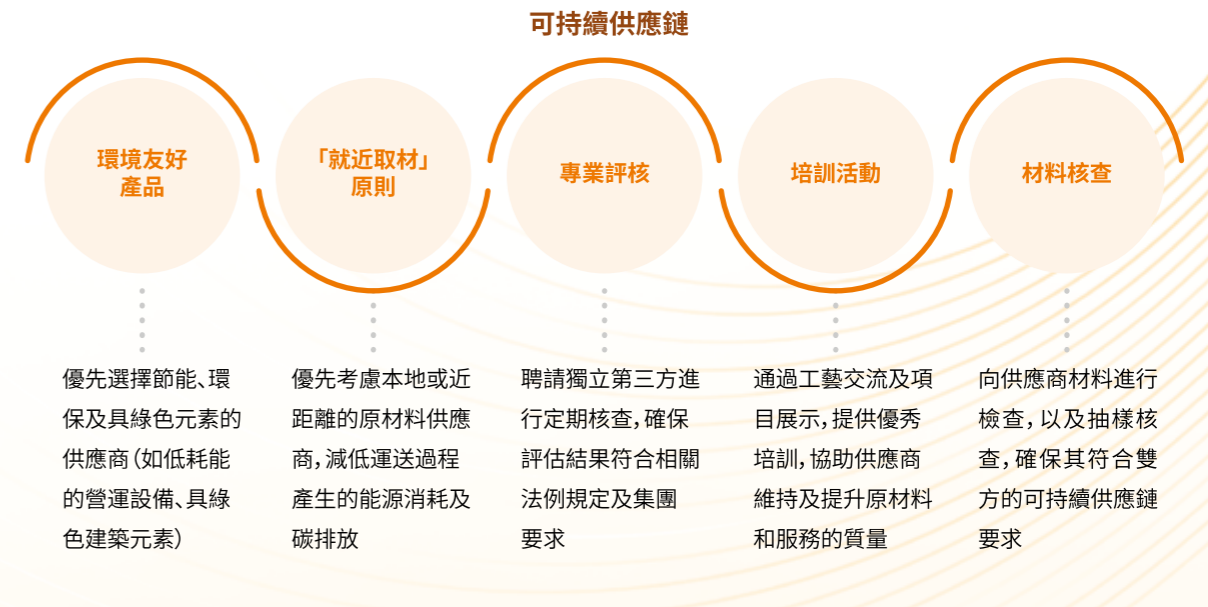 可持續供應鏈
環境友好
產品
「就近取材」
原則
專業評核
培訓活動
材料核查
優先選擇節能、環
保及具綠色元素的
供應商（如低耗能
的營運設備、具綠
色建築元素）
優先考慮本地或近
距離的原材料供應
商，減低運送過程
產生的能源消耗及
碳排放
聘請獨立第三方進
行定期核查，確保
評估結果符合相關
法例規定及集團
要求
通過工藝交流及項
目展示，提供優秀
培訓，協助供應商
維持及提升原材料
和服務的質量
向供應商材料進行
檢查，以及抽樣核
查，確保其符合雙
方的可持續供應鏈
要求